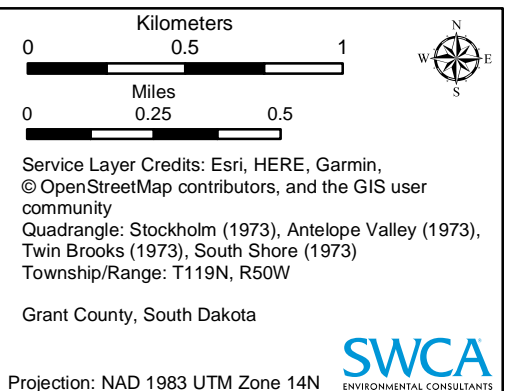 Kilometers
0 0.5 1
N
W E
S
Miles
0 0.25 0.5
Service Layer Credits: Esri, HERE, Garmin,
© OpenStreetMap contributors, and the GIS user
community
Quadrangle: Stockholm (1973), Antelope Valley (1973),
Twin Brooks (1973), South Shore (1973)
Township/Range: T119N, R50W
Grant County, South Dakota
Projection: NAD 1983 UTM Zone 14N
SWCA
ENVIRONMENTAL CONSULTANTS